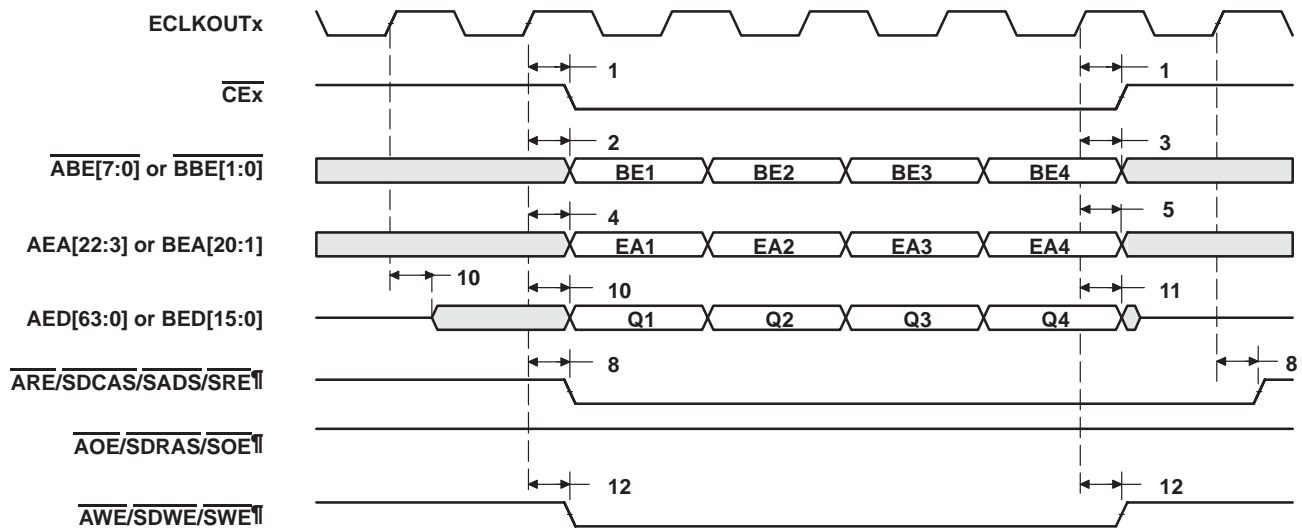 ECLKOUTx
1 1
CEx
2 3
ABE[7:0] or BBE[1:0]
BE1 BE2 BE3 BE4
4 5
AEA[22:3] or BEA[20:1]
EA1 EA2 EA3 EA4
10 10 11
AED[63:0] or BED[15:0]
Q1 Q2 Q3 Q4
8 8
ARE/SDCAS/SADS/SRE¶
AOE/SDRAS/SOE¶
12 12
AWE/SDWE/SWE¶